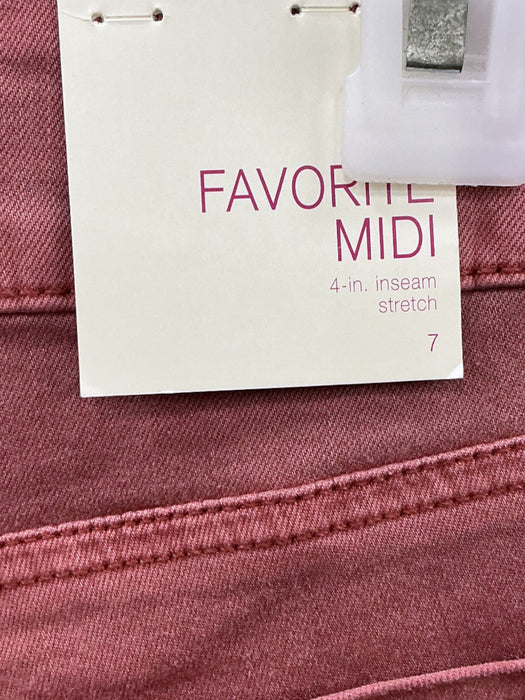 FAVORITE
MIDI
4-in. inseam
stretch
7